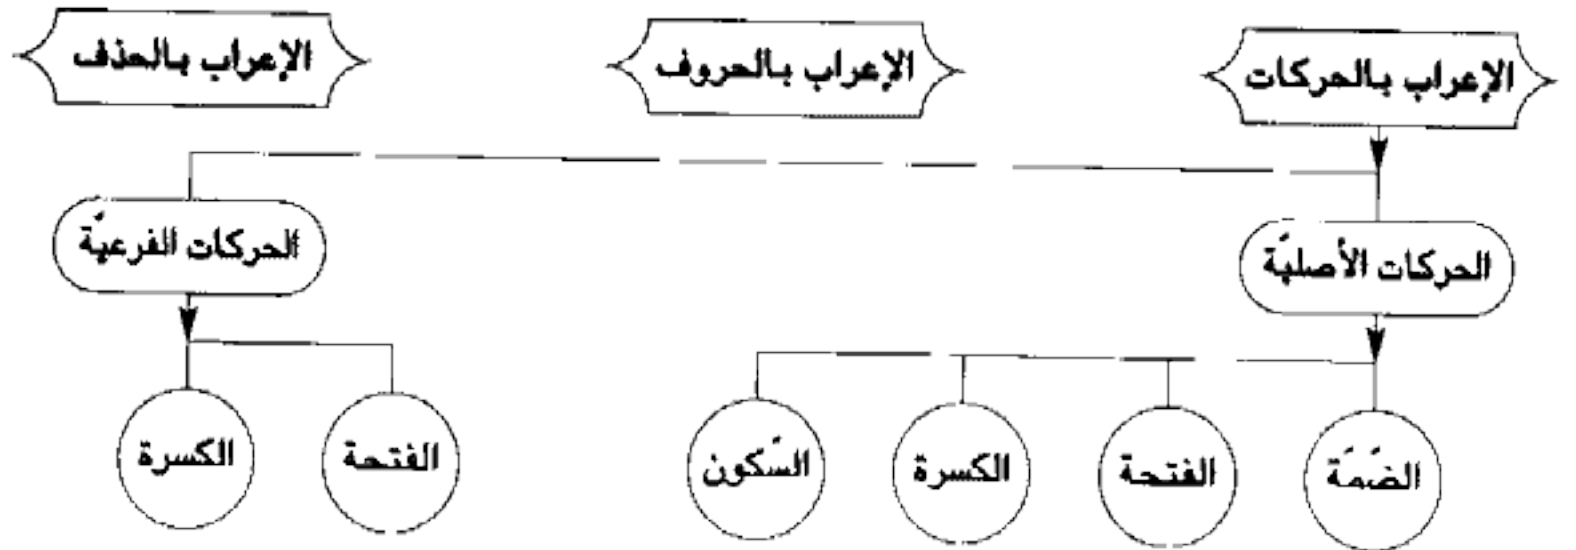 الإعراب بالحركات
الإعراب بالحروف
الإعراب بالحذف
الحركات الأصليّة
الحركات الفرعيّة
الضَمَة
الفتحة
الكسرة
السّكون
الفتحة
الكسرة